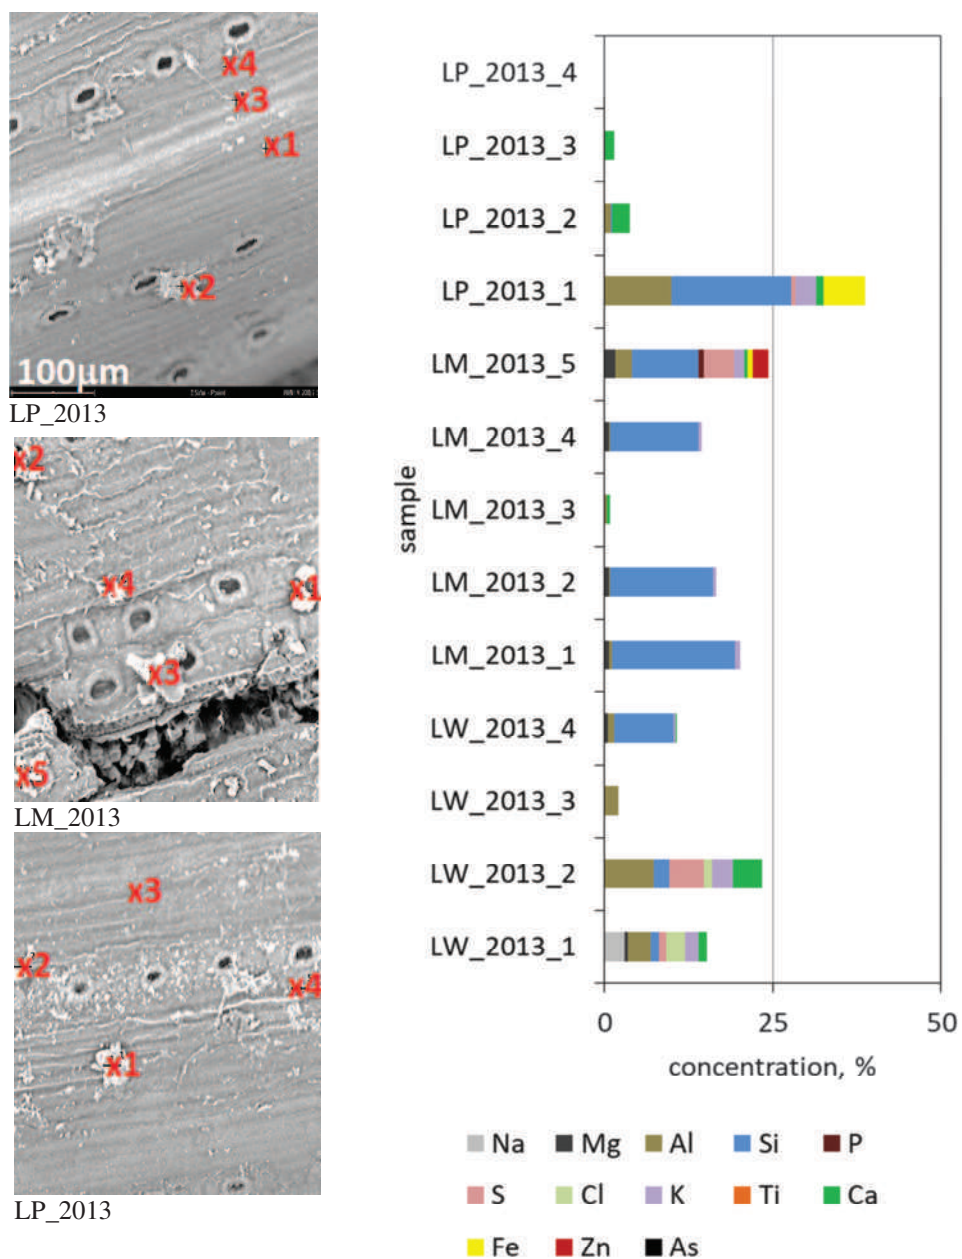 x4
x3
x1
x2
100µm
LP_2013
x2
x4
x1
x3
x5
LM_2013
x3
x2
x4
x1
LP_2013
LP_2013_4
LP_2013_3
LP_2013_2
LP_2013_1
LM_2013_5
LM_2013_4
LM_2013_3
LM_2013_2
LM_2013_1
LW_2013_4
LW_2013_3
LW_2013_2
LW_2013_1
sample
0 25 50
concentration, %
Na Mg Al Si P
S Cl K Ti Ca
Fe Zn As